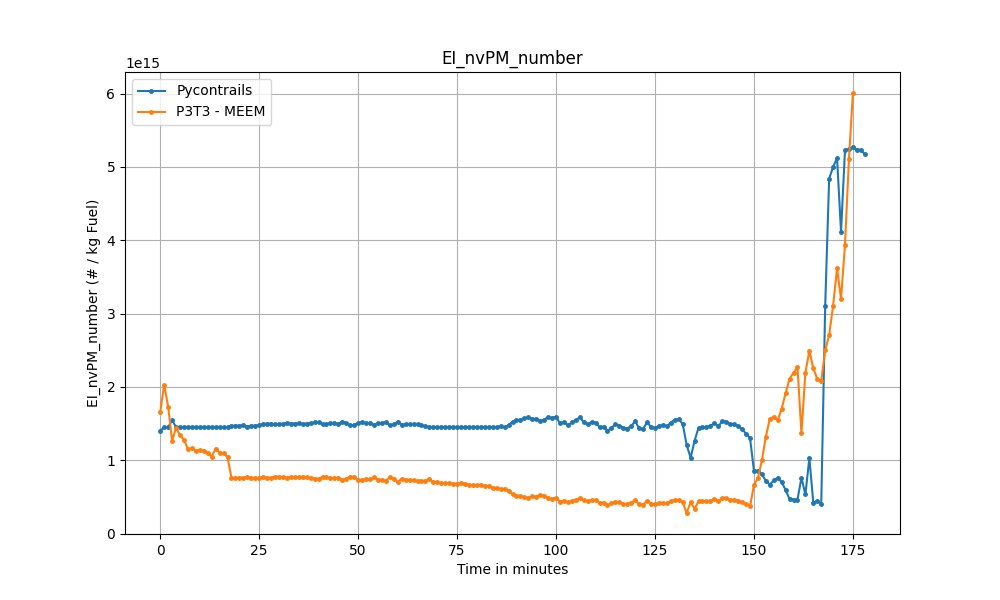 EI_nvPM_number
1e15
Pycontrails
P3T3 - MEEM
EI_nvPM_number (# / kg Fuel)
6
5
4
3
2
1
0
0 25 50 75 100 125 150 175
Time in minutes